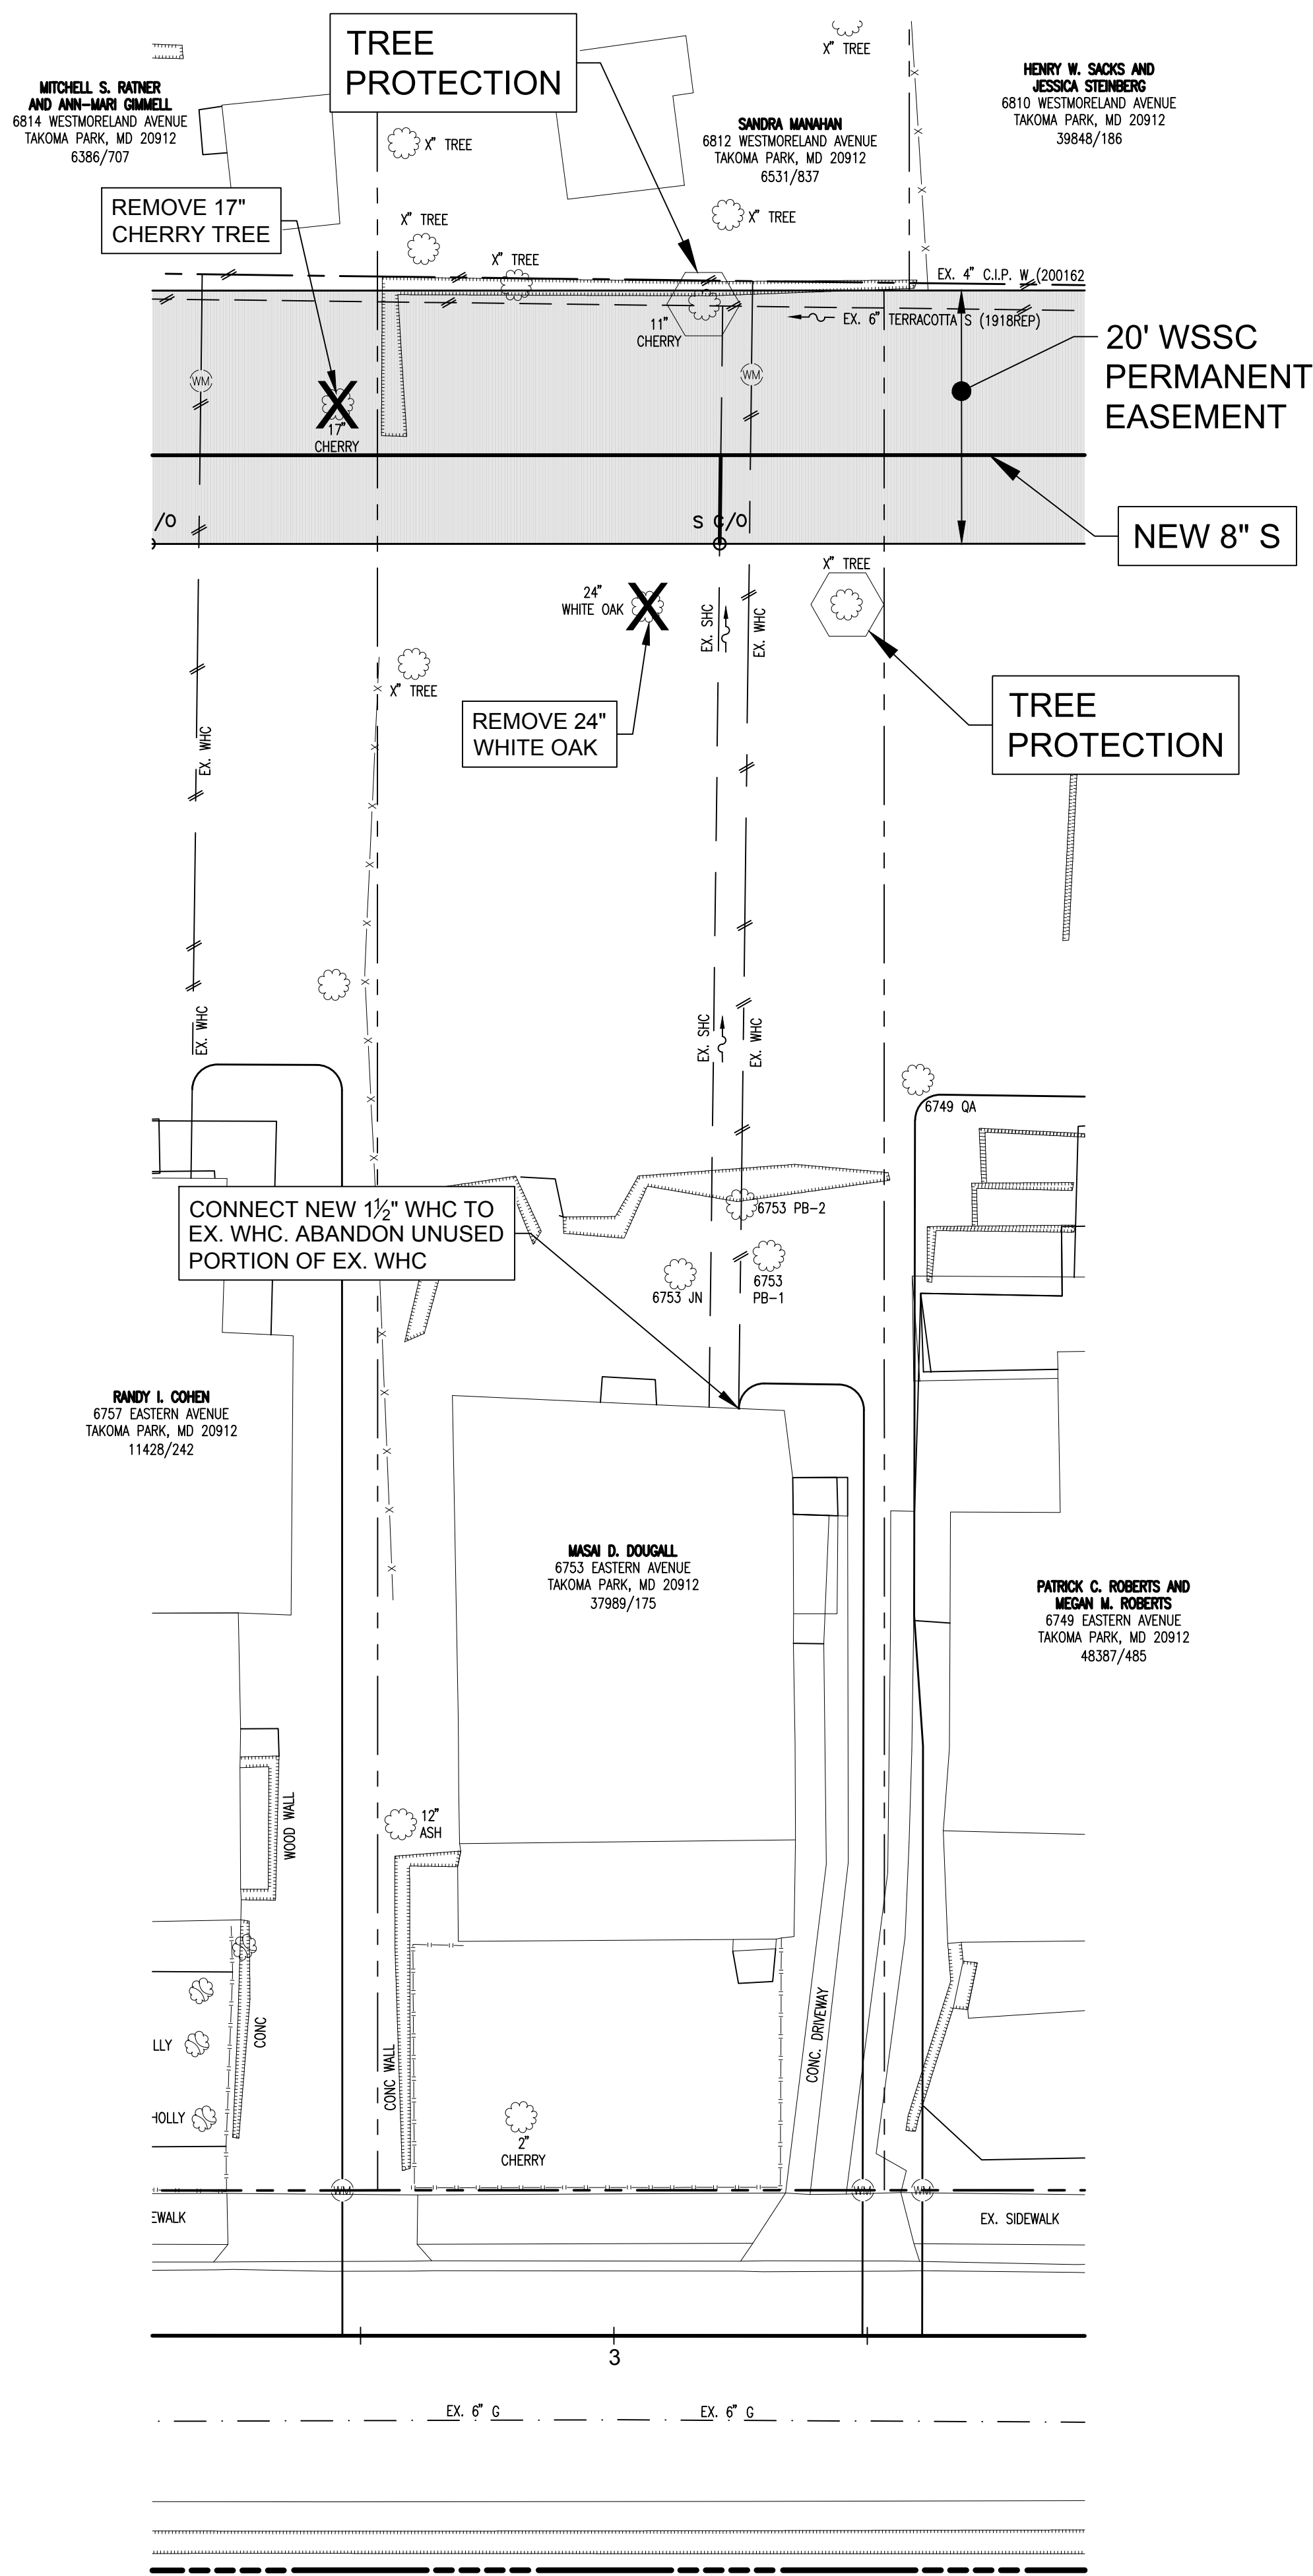 TREE
PROTECTION
X" TREE
MITCHELL S. RATNER
AND ANN-MARI GIMMELL
6814 WESTMORELAND AVENUE
TAKOMA PARK, MD 20912
6386/707
HENRY W. SACKS AND
JESSICA STEINBERG
6810 WESTMORELAND AVENUE
TAKOMA PARK, MD 20912
39848/186
SANDRA MANAHAN
6812 WESTMORELAND AVENUE
TAKOMA PARK, MD 20912
6531/837
X" TREE
REMOVE 17"
CHERRY TREE
X" TREE
X" TREE
X" TREE
EX. 4" C.I.P. W (200162
EX. 6" TERRACOTTA S (1918REP)
11"
CHERRY
20' WSSC
PERMANENT
EASEMENT
WM
WM
17"
CHERRY
/O
S C/O
NEW 8" S
X" TREE
24"
WHITE OAK
EX. SHC
EX. WHC
X" TREE
REMOVE 24"
WHITE OAK
TREE
PROTECTION
EX. WHC
EX. WHC
EX. SHC
EX. WHC
6749 QA
CONNECT NEW 1½" WHC TO
EX. WHC. ABANDON UNUSED
PORTION OF EX. WHC
6753 PB-2
6753 JN
6753
PB-1
RANDY I. COHEN
6757 EASTERN AVENUE
TAKOMA PARK, MD 20912
11428/242
MASAI D. DOUGALL
6753 EASTERN AVENUE
TAKOMA PARK, MD 20912
37989/175
PATRICK C. ROBERTS AND
MEGAN M. ROBERTS
6749 EASTERN AVENUE
TAKOMA PARK, MD 20912
48387/485
WOOD WALL
12"
ASH
CONC
LLY
CONC WALL
CONC. DRIVEWAY
HOLLY
2"
CHERRY
WM
WM
WM
EWALK
EX. SIDEWALK
3
EX. 6" G
EX. 6" G